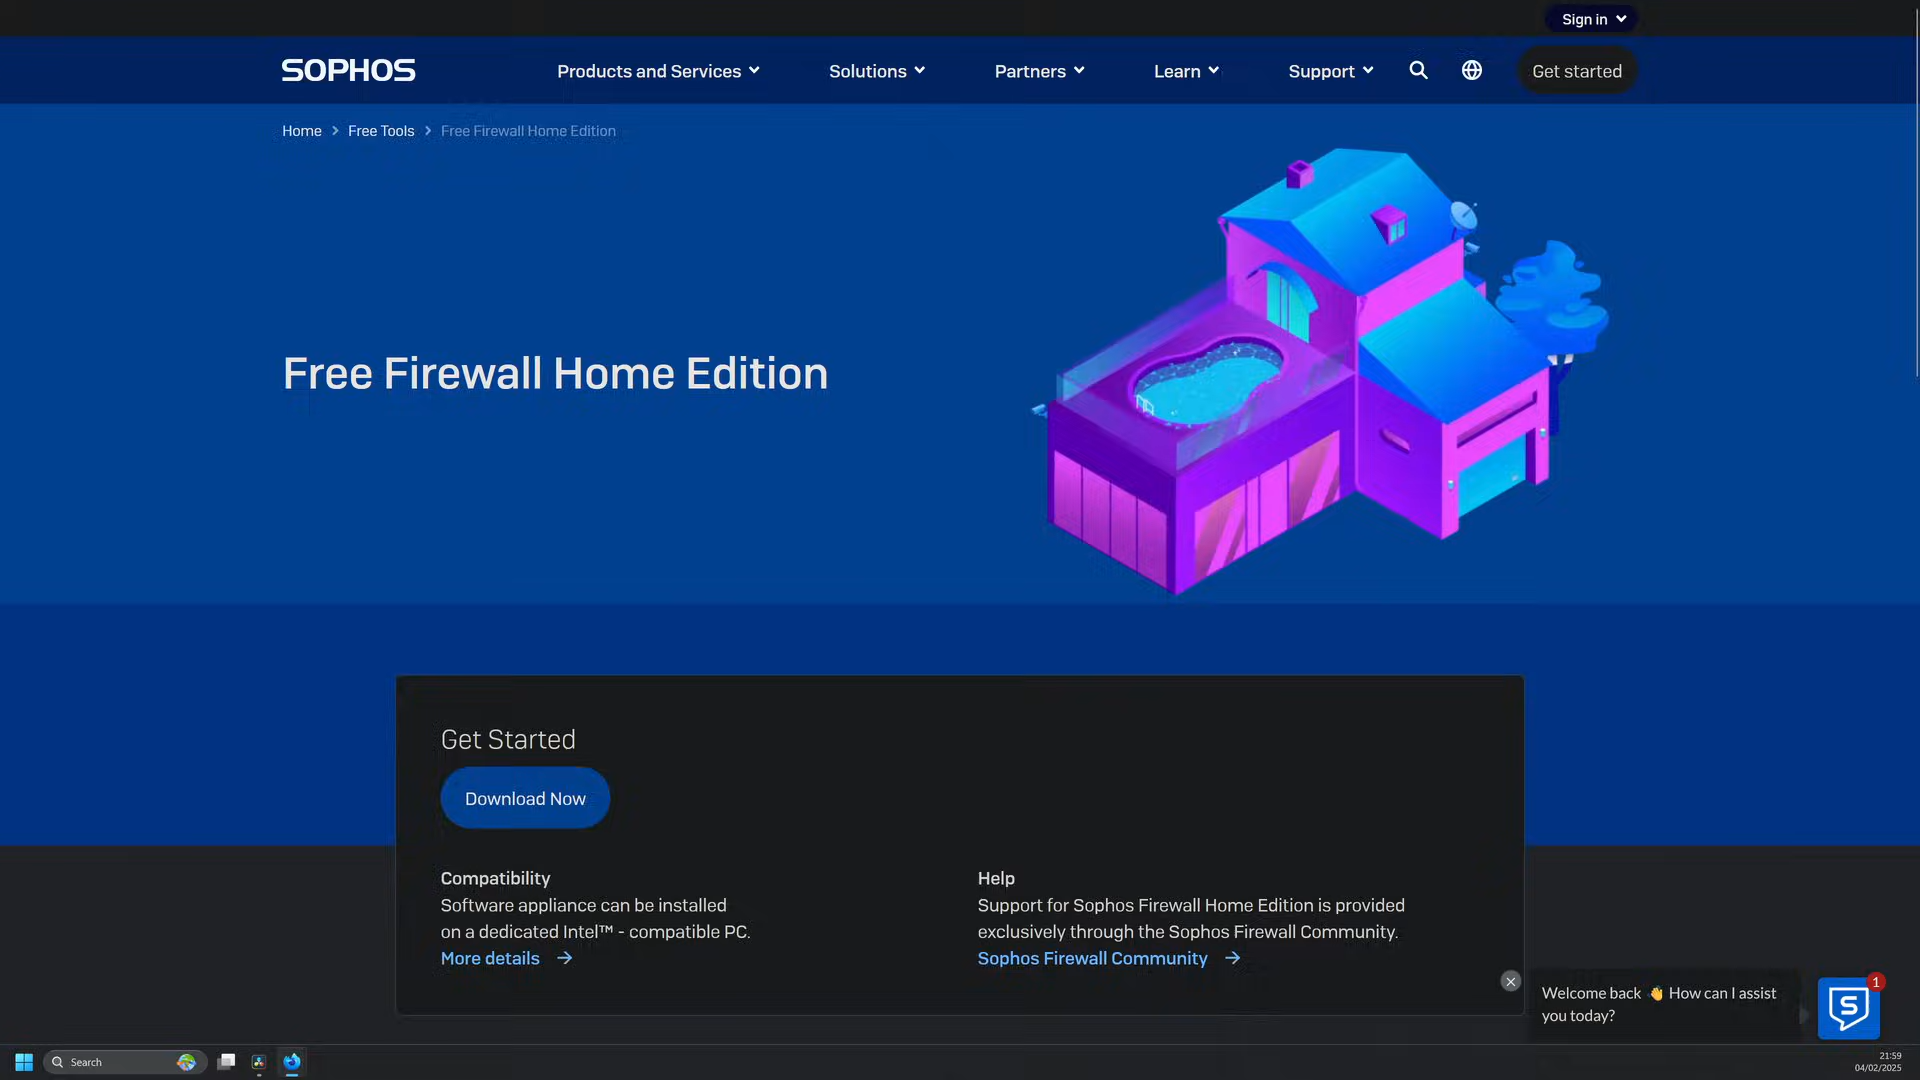 Sign in
SOPHOS
Products and Services
Solutions
Partners
Learn
Support
Get started
Home
Free Tools
Free Firewall Home Edition
Free Firewall Home Edition
Get Started
Download Now
Compatibility
Software appliance can be installed
on a dedicated Intel™ - compatible PC.
More details
Help
Support for Sophos Firewall Home Edition is provided
exclusively through the Sophos Firewall Community.
Sophos Firewall Community
Welcome back 👋 How can I assist
you today?
S
1
Search
21:59
04/02/2025